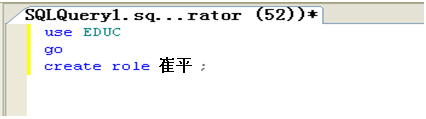 SQLQuery1.sq...rator (52))*
use EDUC
go
create role 崔平 ;